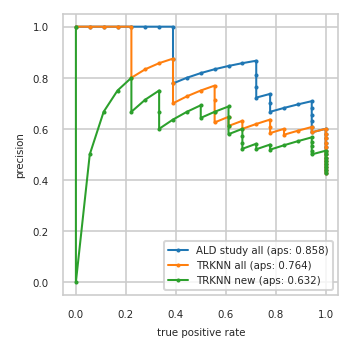 1.0
0.8
0.6
0.4
0.2
0.0
precision
0.0 0.2 0.4 0.6 0.8 1.0
true positive rate
ALD study all (aps: 0.858)
TRKNN all (aps: 0.764)
TRKNN new (aps: 0.632)